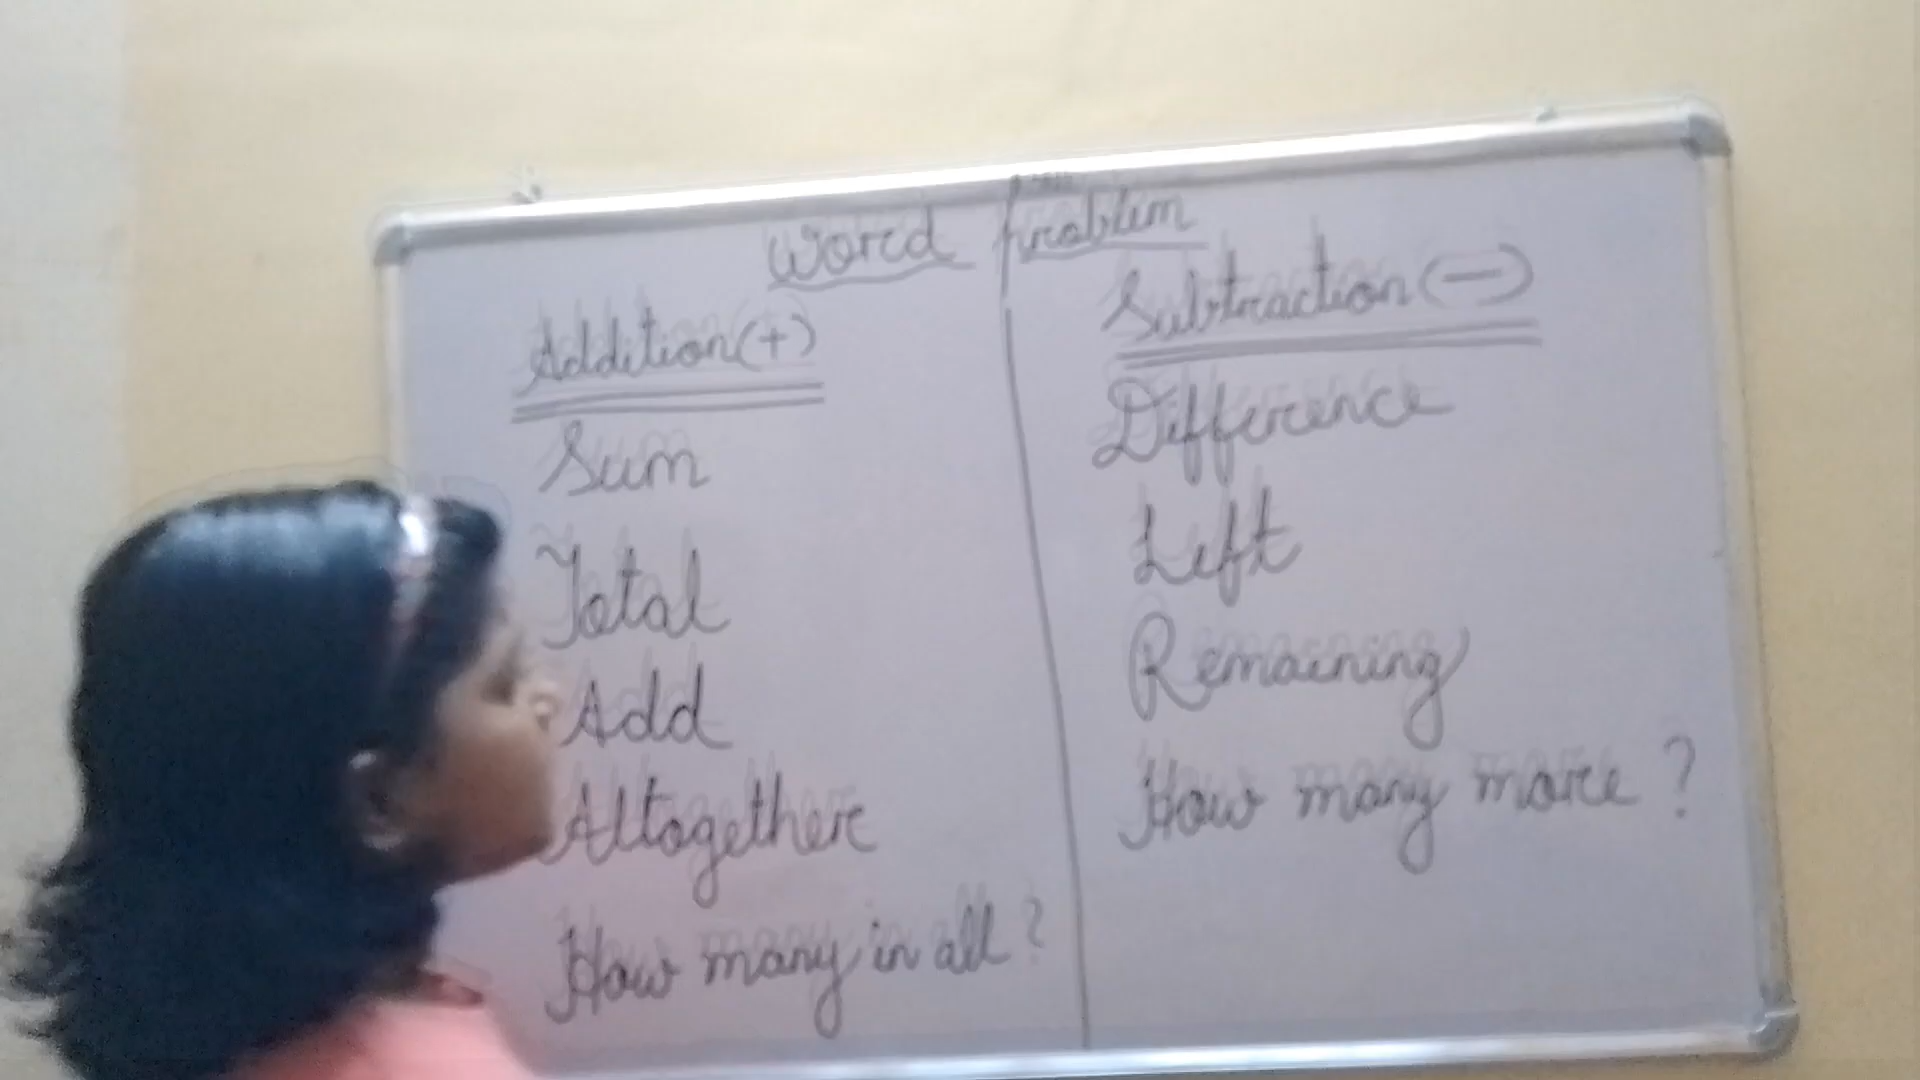 Word Problem
Addition (+)
Sum
Total
Add
Altogether
How many in all ?
Subtraction (—)
Difference
Left
Remaining
How many more ?